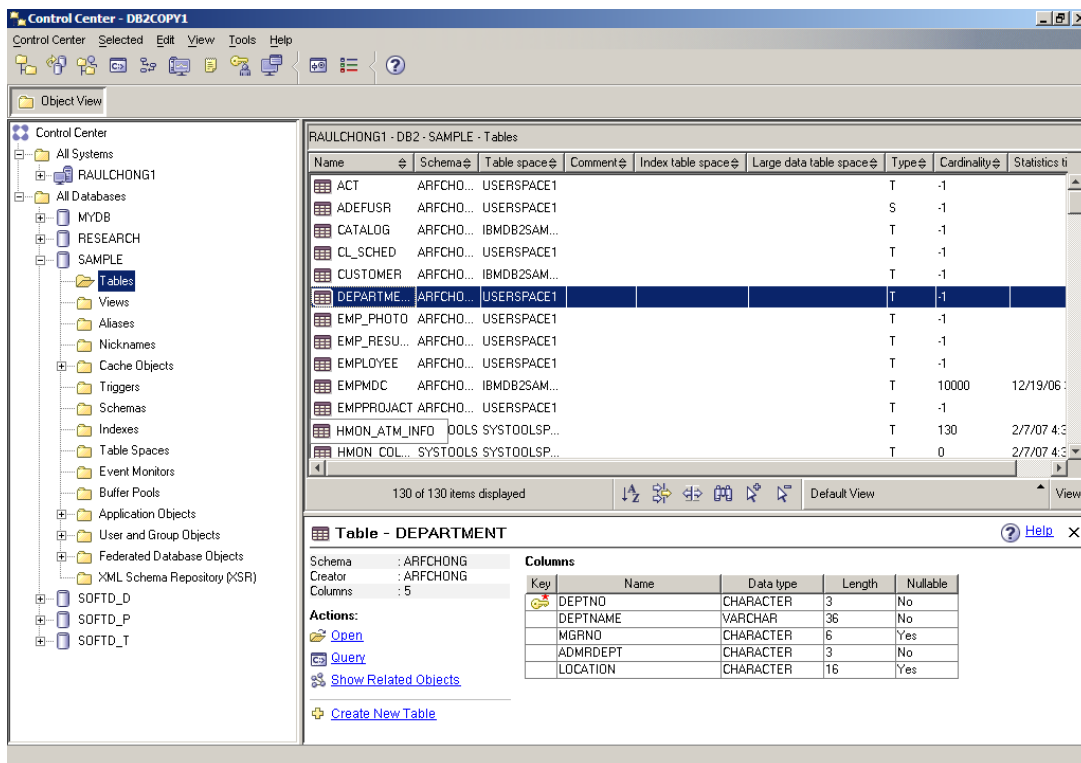 Control Center - DB2COPY1
Control Center Selected Edit View Tools Help
Object View
Control Center
All Systems
RAULCHONG1
All Databases
MYDB
RESEARCH
SAMPLE
Tables
Views
Aliases
Nicknames
Cache Objects
Triggers
Schemas
Indexes
Table Spaces
Event Monitors
Buffer Pools
Application Objects
User and Group Objects
Federated Database Objects
XML Schema Repository (XSR)
SOFTD_D
SOFTD_P
SOFTD_T
RAULCHONG1 - DB2 - SAMPLE - Tables
Name Schema Table space Comment Index table space Large data table space Type Cardinality Statistics ti
ACT ARFCHO... USERSPACE1 T -1
ADEFUSR ARFCHO... USERSPACE1 S -1
CATALOG ARFCHO... IBMDB2SAM... T -1
CL_SCHED ARFCHO... USERSPACE1 T -1
CUSTOMER ARFCHO... IBMDB2SAM... T -1
DEPARTME... ARFCHO... USERSPACE1 T -1
EMP_PHOTO ARFCHO... USERSPACE1 T -1
EMP_RESU... ARFCHO... USERSPACE1 T -1
EMPLOYEE ARFCHO... USERSPACE1 T -1
EMPMDC ARFCHO... IBMDB2SAM... T 10000 12/19/06
EMPPROJACT ARFCHO... USERSPACE1 T -1
HMON_ATM_INFO OOLS SYSTOOLSP... T 130 2/7/07 4:3
HMON_COL... SYSTOOLS SYSTOOLSP... T 0 2/7/07 4:3
130 of 130 items displayed Default View View
Table - DEPARTMENT Help
Schema : ARFCHONG
Creator : ARFCHONG
Columns : 5
Actions:
Open
Query
Show Related Objects
Create New Table
Columns
Key Name Data type Length Nullable
DEPTNO CHARACTER 3 No
DEPTNAME VARCHAR 36 No
MGRNO CHARACTER 6 Yes
ADMRDEPT CHARACTER 3 No
LOCATION CHARACTER 16 Yes